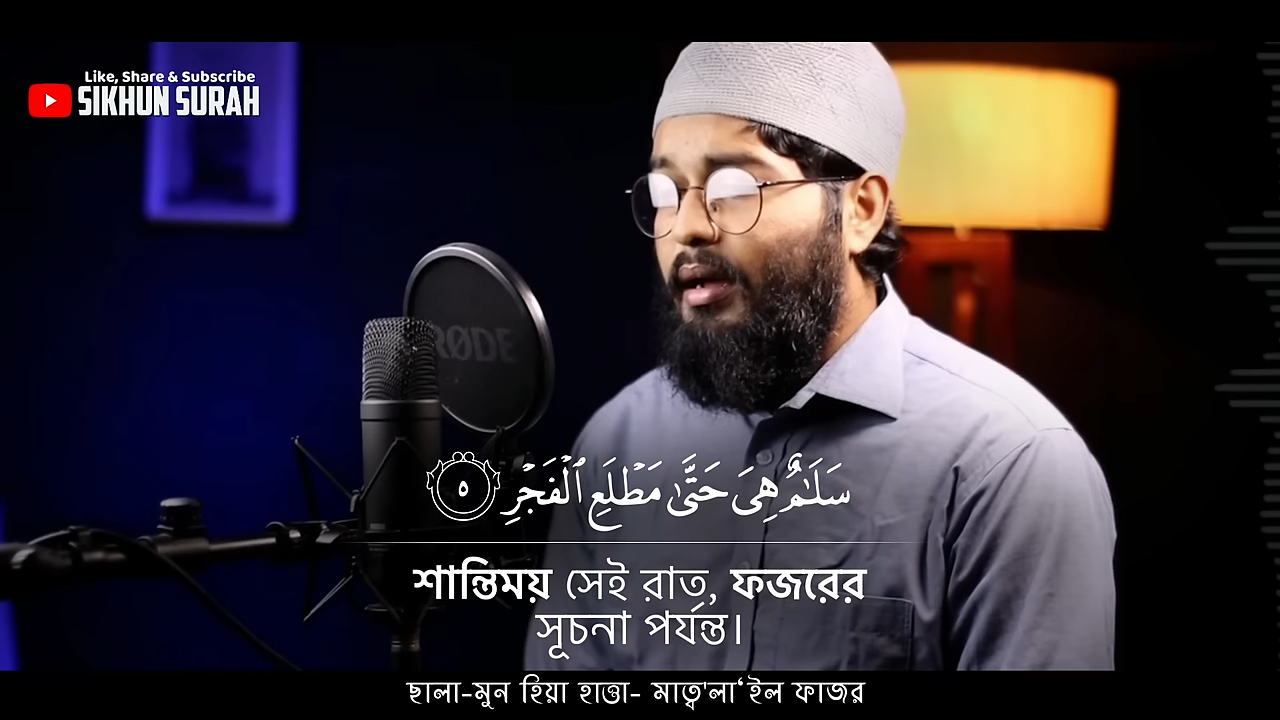 Like, Share & Subscribe
SIKHUN SURAH
RØDE
سَلَـٰمٌ هِىَ حَتَّىٰ مَطْلَعِ ٱلْفَجْرِ ٥
শান্তিময় সেই রাত, ফজরের
সূচনা পর্যন্ত।
ছালা-মুন হিয়া হাত্তা- মাত্ব'লা‘ইল ফাজর